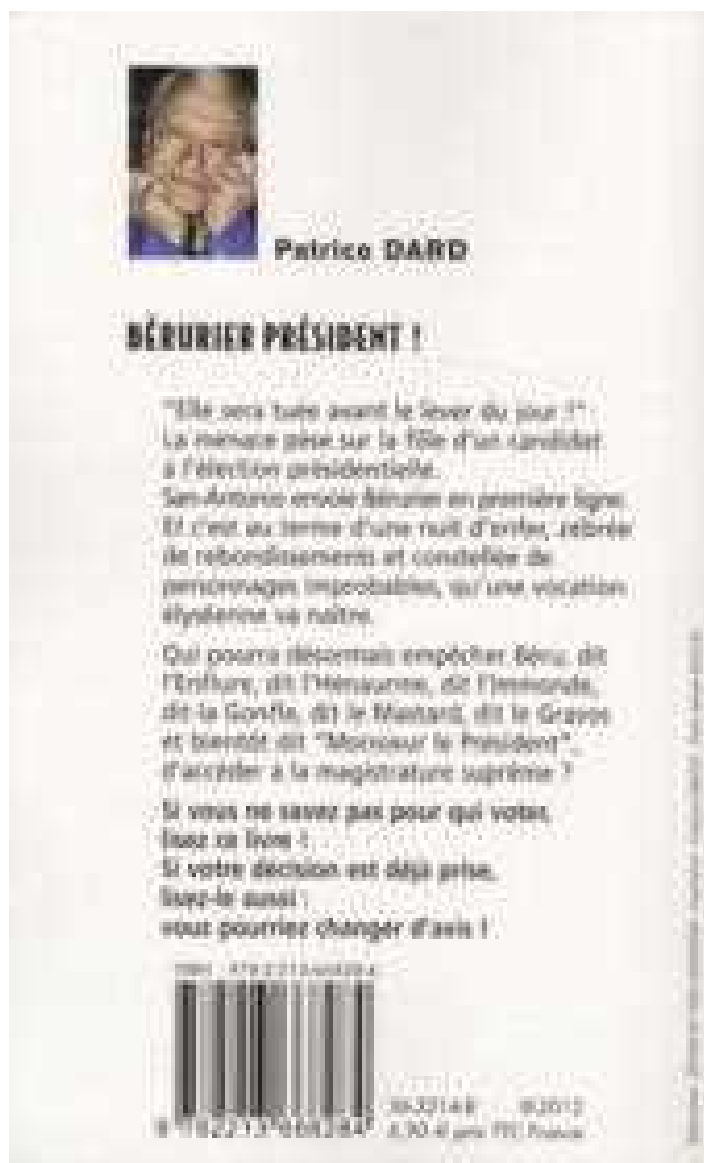 Patrice DARD
BÉRURIER PRÉSIDENT !
"Elle sera tuée avant le lever du jour !"
La menace pèse sur la fille d'un candidat
à l'élection présidentielle.
San-Antonio envoie Bérurier en première ligne.
Et c'est au terme d'une nuit d'enfer, zébrée
de rebondissements et constellée de
personnages improbables, qu'une vocation
élyséenne va naître.
Qui pourra désormais empêcher Béru, dit
l'Enflure, dit l'Hénaurme, dit l'Immonde,
dit la Gonfle, dit le Mastard, dit le Gravos
et bientôt dit "Monsieur le Président",
d'accéder à la magistrature suprême ?
Si vous ne savez pas pour qui voter,
lisez ce livre !
Si votre décision est déjà prise,
lisez-le aussi :
vous pourriez changer d'avis !
ISBN
prix TTC France